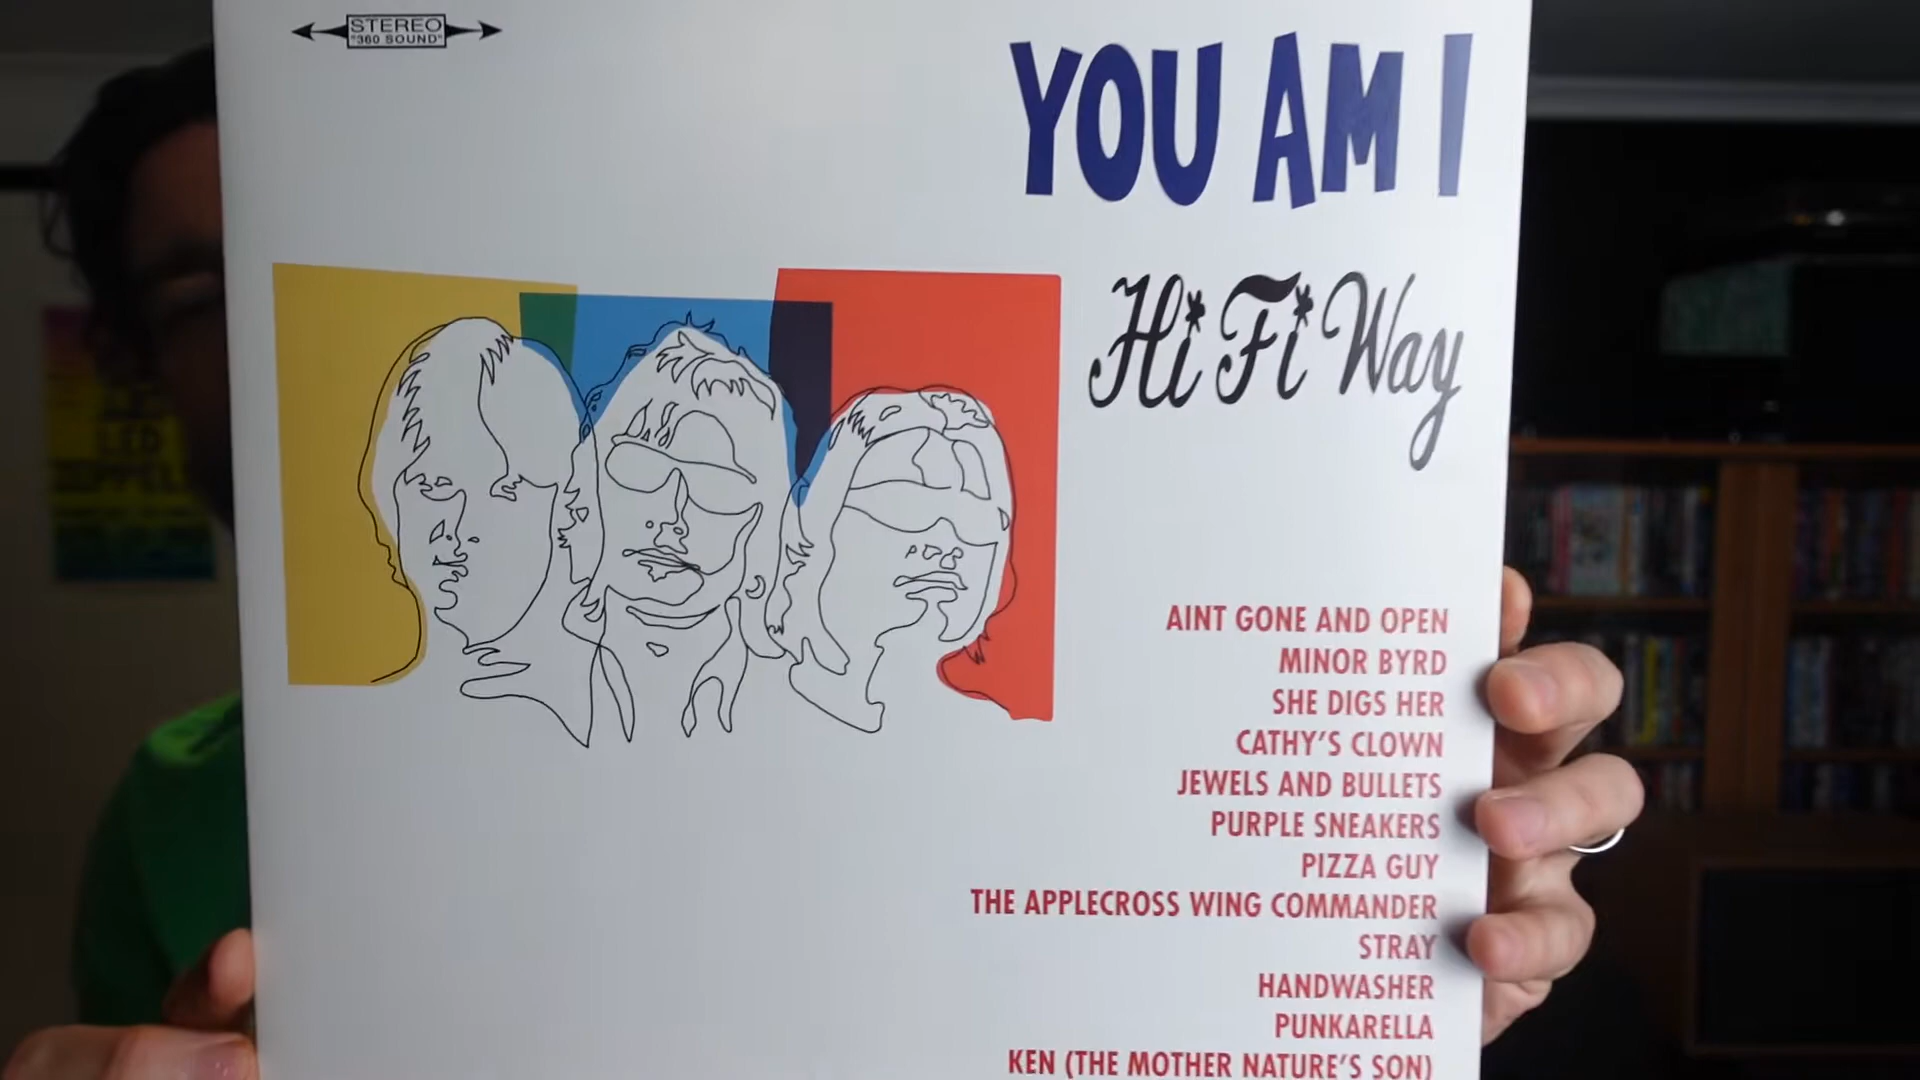 STEREO
"360 SOUND"
YOU AM I
Hi Fi Way
AINT GONE AND OPEN
MINOR BYRD
SHE DIGS HER
CATHY'S CLOWN
JEWELS AND BULLETS
PURPLE SNEAKERS
PIZZA GUY
THE APPLECROSS WING COMMANDER
STRAY
HANDWASHER
PUNKARELLA
KEN (THE MOTHER NATURE'S SON)
LED
ZEPPELIN